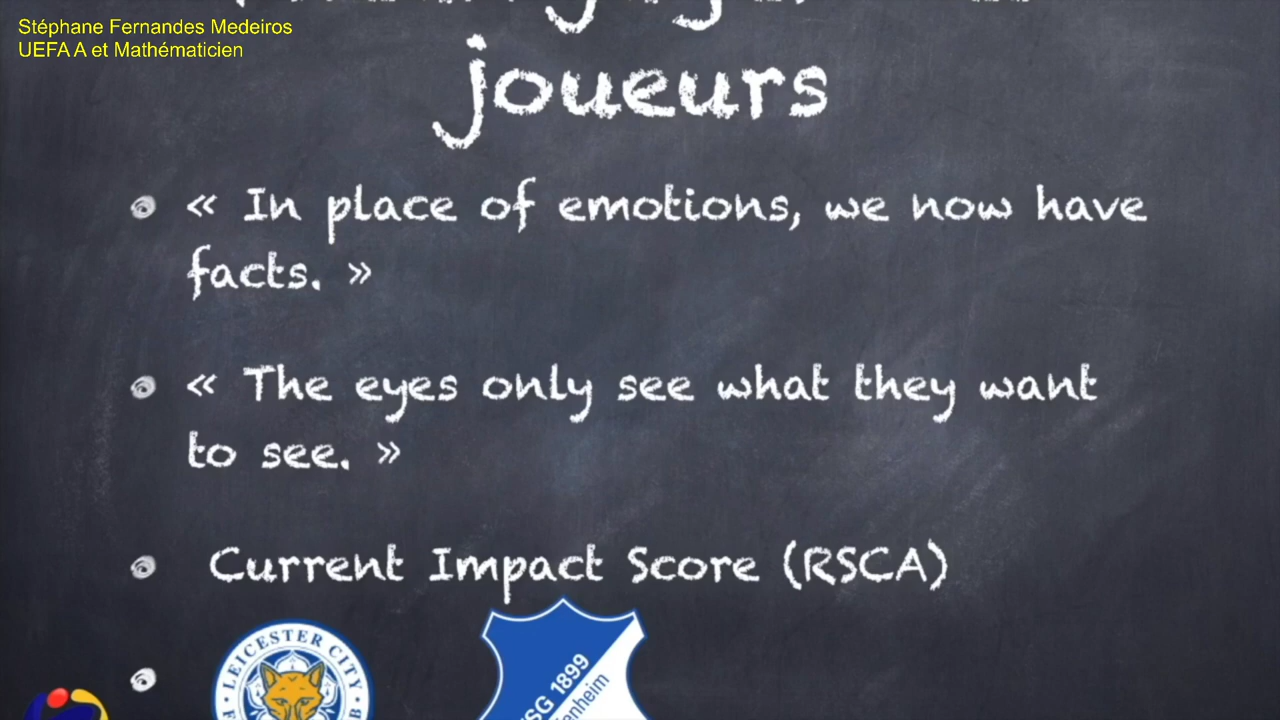 Stéphane Fernandes Medeiros
UEFA A et Mathématicien
joueurs
« In place of emotions, we now have
facts. »
« The eyes only see what they want
to see. »
Current Impact Score (RSCA)
LEICESTER CITY
1899